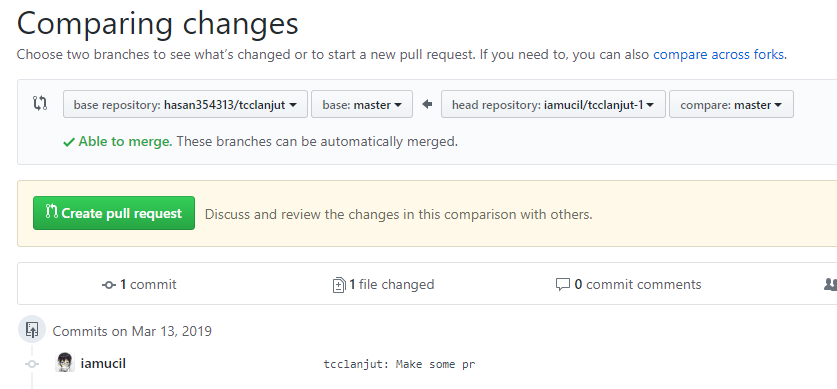 Comparing changes
Choose two branches to see what's changed or to start a new pull request. If you need to, you can also compare across forks.
base repository: hasan354313/tcclanjut base: master head repository: iamucil/tcclanjut-1 compare: master
Able to merge. These branches can be automatically merged.
Create pull request Discuss and review the changes in this comparison with others.
1 commit 1 file changed 0 commit comments
Commits on Mar 13, 2019
iamucil tcclanjut: Make some pr